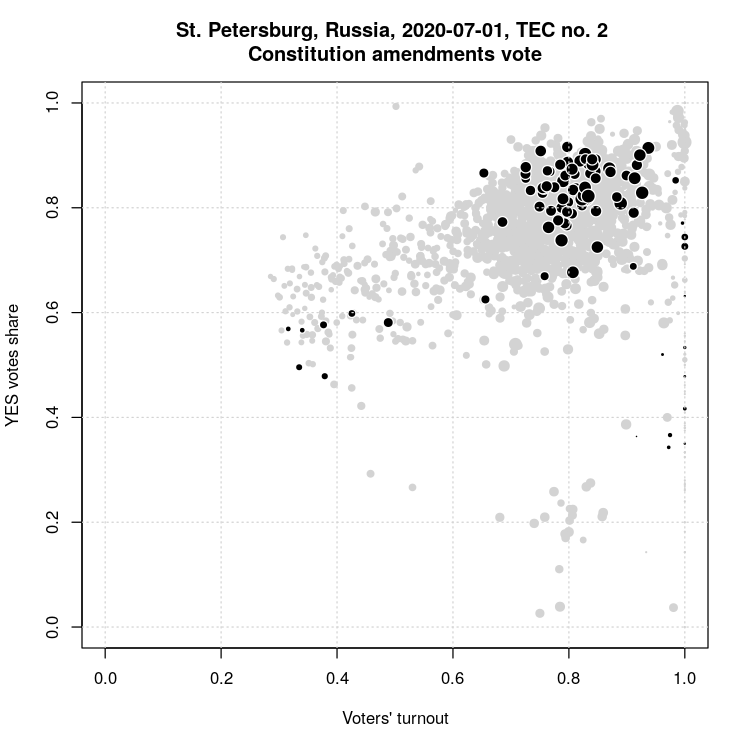 St. Petersburg, Russia, 2020-07-01, TEC no. 2
Constitution amendments vote
YES votes share
1.0
0.8
0.6
0.4
0.2
0.0
0.0 0.2 0.4 0.6 0.8 1.0
Voters' turnout